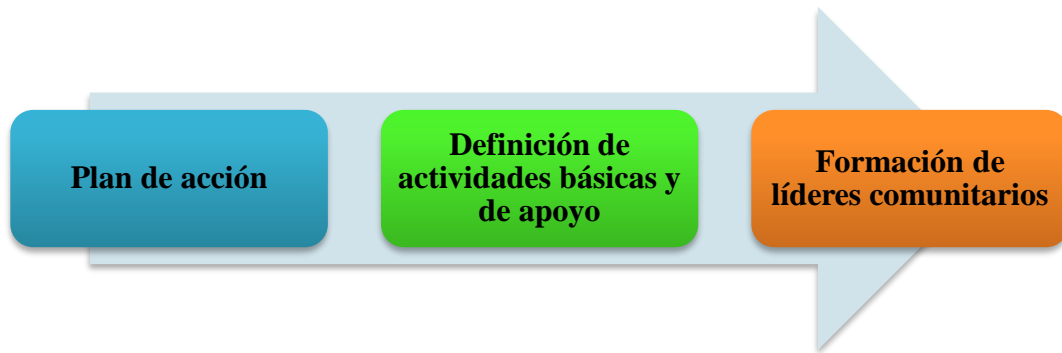 Plan de acción
Definición de
actividades básicas y
de apoyo
Formación de
líderes comunitarios